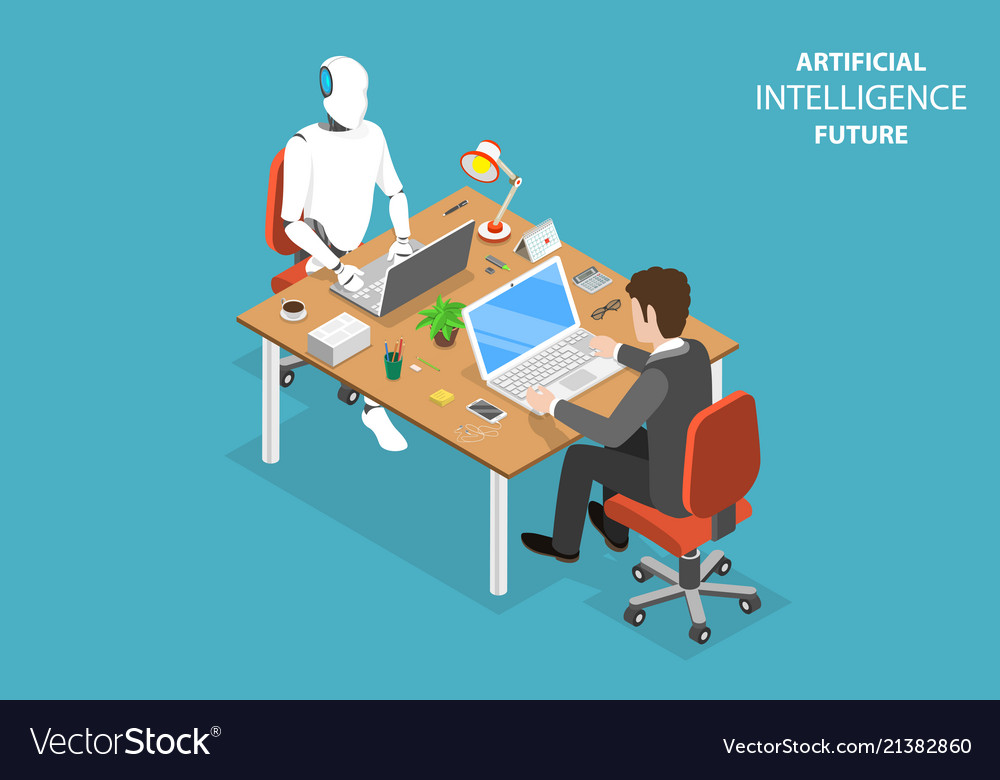 ARTIFICIAL
INTELLIGENCE
FUTURE
VectorStock®
VectorStock.com/21382860